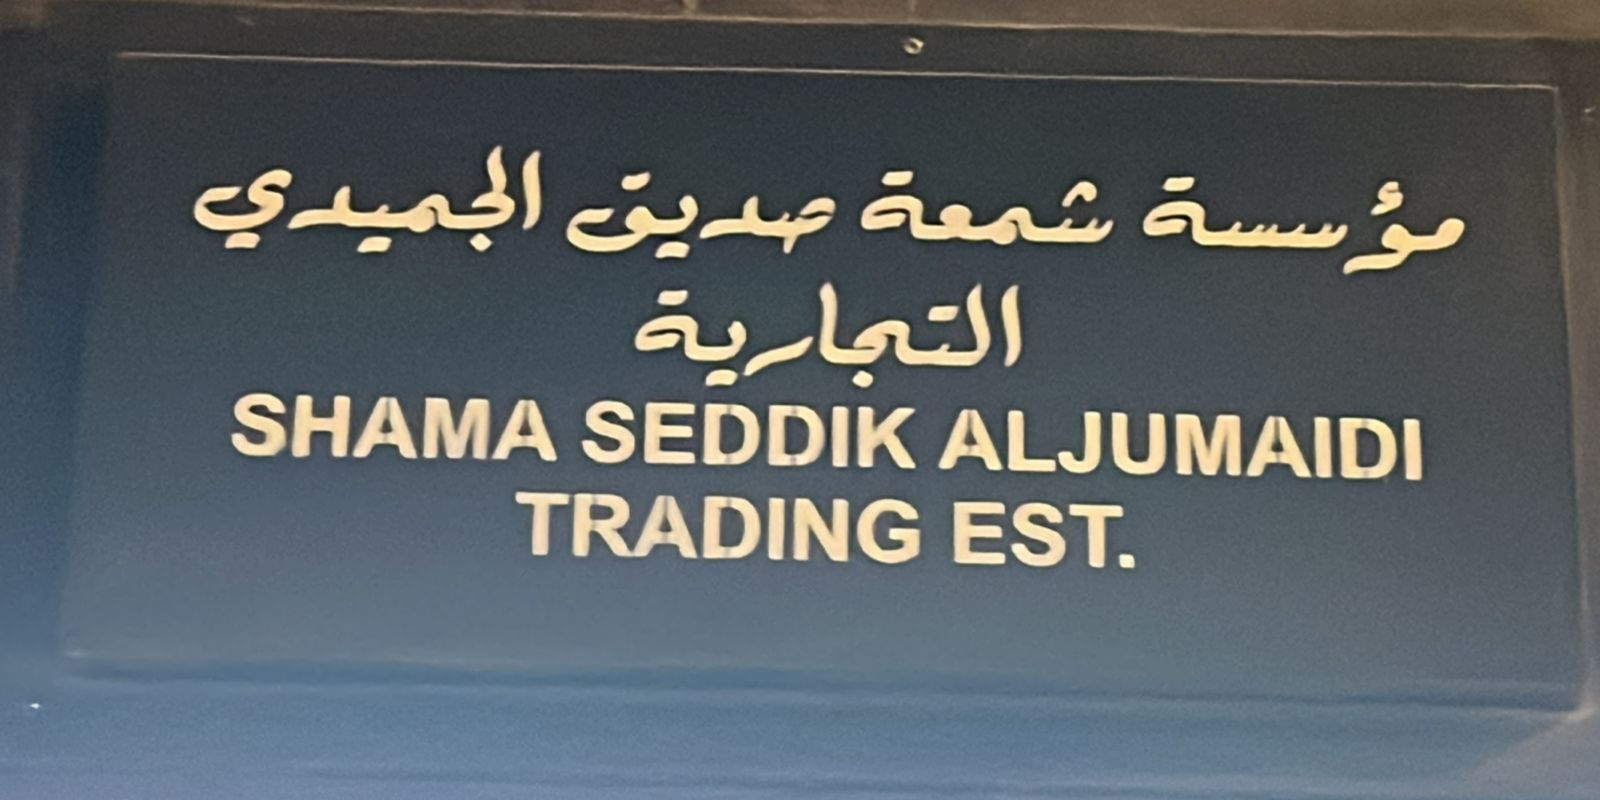 مؤسسة شمعة صديق الجميدي
التجارية
SHAMA SEDDIK ALJUMAIDI
TRADING EST.